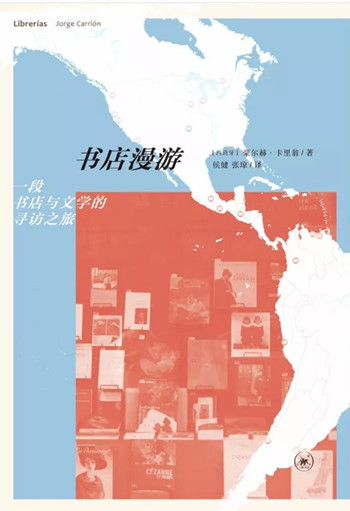 Librerías Jorge Carrión
书店漫游
[西班牙] 豪尔赫·卡里翁 / 著
侯健 张琼 / 译
一段
书店与文学的
寻访之旅
CÉZANNE